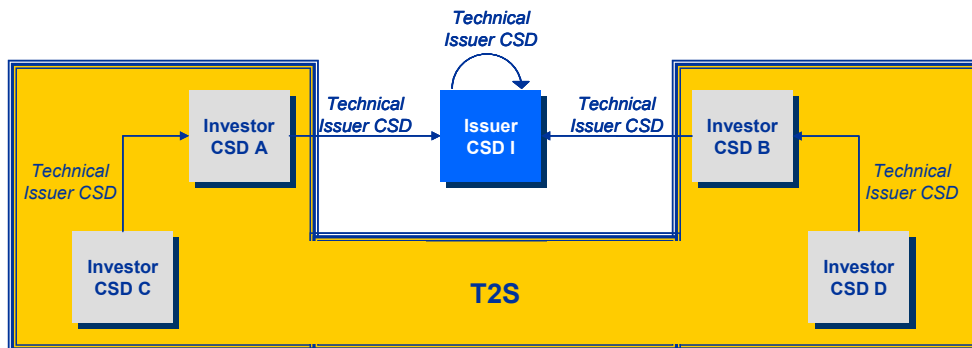 Technical
Issuer CSD
Investor
CSD A
Technical
Issuer CSD
Issuer
CSD I
Technical
Issuer CSD
Investor
CSD B
Technical
Issuer CSD
Technical
Issuer CSD
Investor
CSD C
T2S
Investor
CSD D